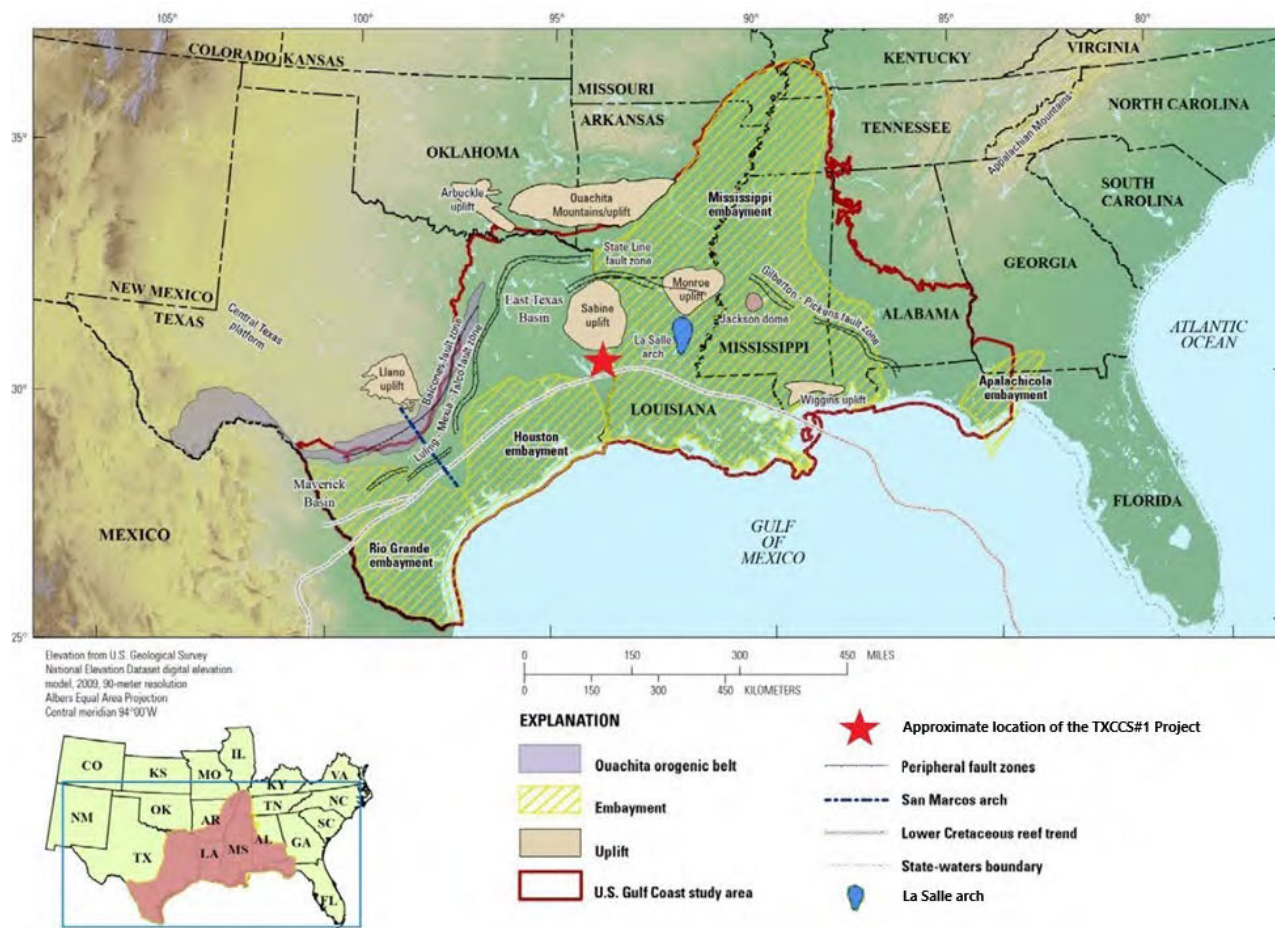 105°
100°
95°
90°
85°
80°
COLORADO
KANSAS
MISSOURI
KENTUCKY
VIRGINIA
ARKANSAS
35°
OKLAHOMA
TENNESSEE
Appalachian Mountains
NORTH CAROLINA
Arbuckle
uplift
Ouachita
Mountains/uplift
Mississippi
embayment
SOUTH
CAROLINA
State Line
fault zone
GEORGIA
NEW MEXICO
TEXAS
Central Texas
platform
East Texas
Basin
Sabine
uplift
Monroe
uplift
Gilberton - Pickens fault zone
Jackson dome
ALABAMA
La Salle
arch
MISSISSIPPI
ATLANTIC
OCEAN
Balcones fault zone
Luling - Mexia - Talco fault zone
30°
Llano
uplift
Apalachicola
embayment
Wiggins uplift
LOUISIANA
Houston
embayment
Maverick
Basin
MEXICO
FLORIDA
GULF
OF
MEXICO
Rio Grande
embayment
25°
Elevation from U.S. Geological Survey
National Elevation Dataset digital elevation
model, 2009, 90-meter resolution
Albers Equal Area Projection
Central meridian 94°00'W
0 150 300 450 MILES
0 150 300 450 KILOMETERS
EXPLANATION
Ouachita orogenic belt
Embayment
Uplift
U.S. Gulf Coast study area
Approximate location of the TXCCS#1 Project
Peripheral fault zones
San Marcos arch
Lower Cretaceous reef trend
State-waters boundary
La Salle arch
CO
KS
MO
IL
KY
VA
NM
OK
AR
TN
NC
SC
TX
LA
MS
AL
GA
FL